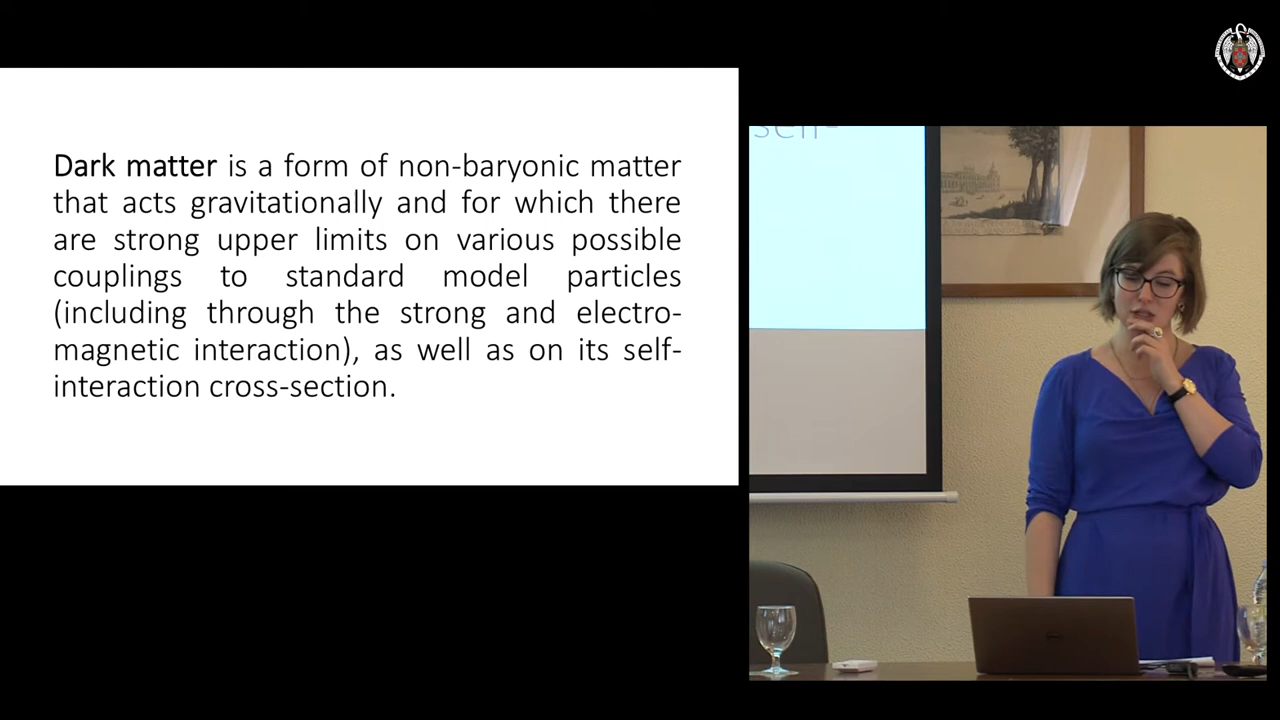 Dark matter is a form of non-baryonic matter
that acts gravitationally and for which there
are strong upper limits on various possible
couplings to standard model particles
(including through the strong and electro-
magnetic interaction), as well as on its self-
interaction cross-section.
self-